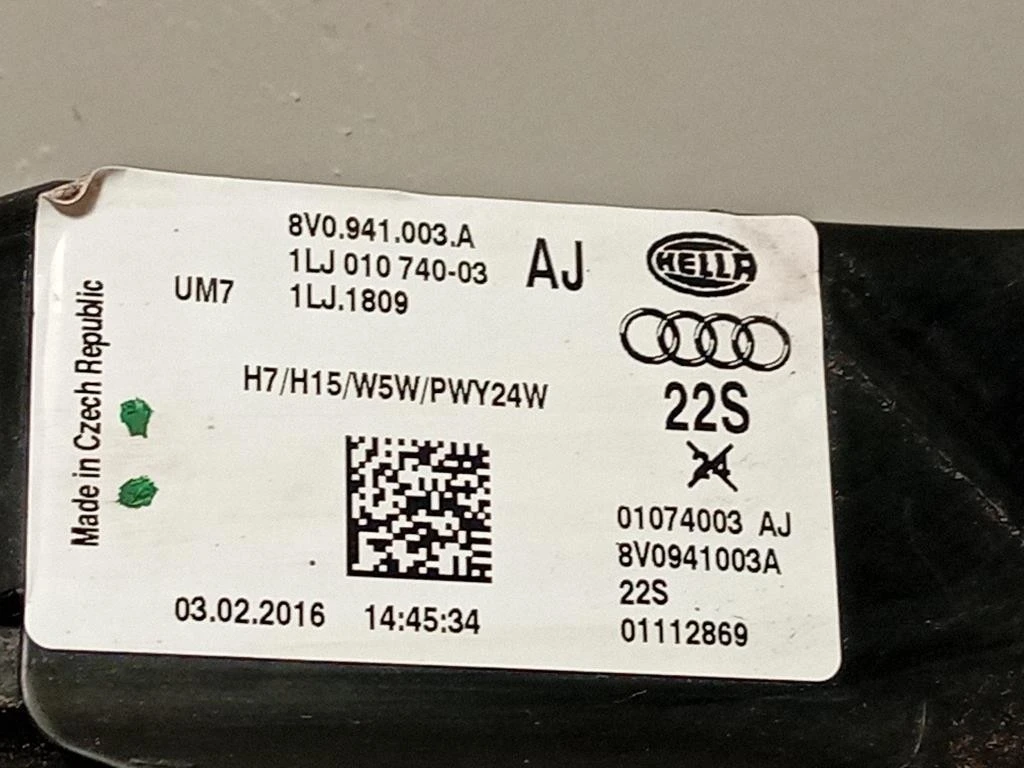 8V0.941.003.A
1LJ 010 740-03
1LJ.1809
AJ
UM7
HELLA
H7/H15/W5W/PWY24W
22S
24
Made in Czech Republic
01074003 AJ
8V0941003A
22S
01112869
03.02.2016 14:45:34